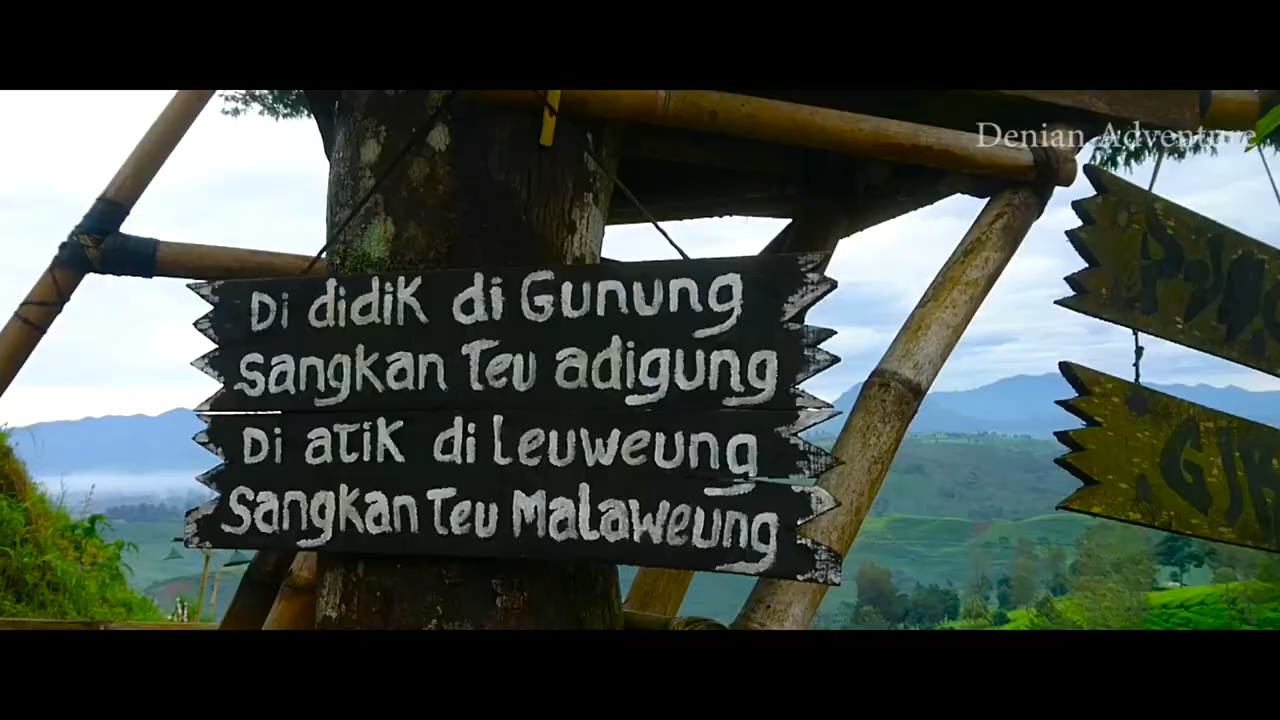 Denian Adventure
Di didik di Gunung
Sangkan Teu adigung
Di atik di Leuweung
Sangkan Teu Malaweung